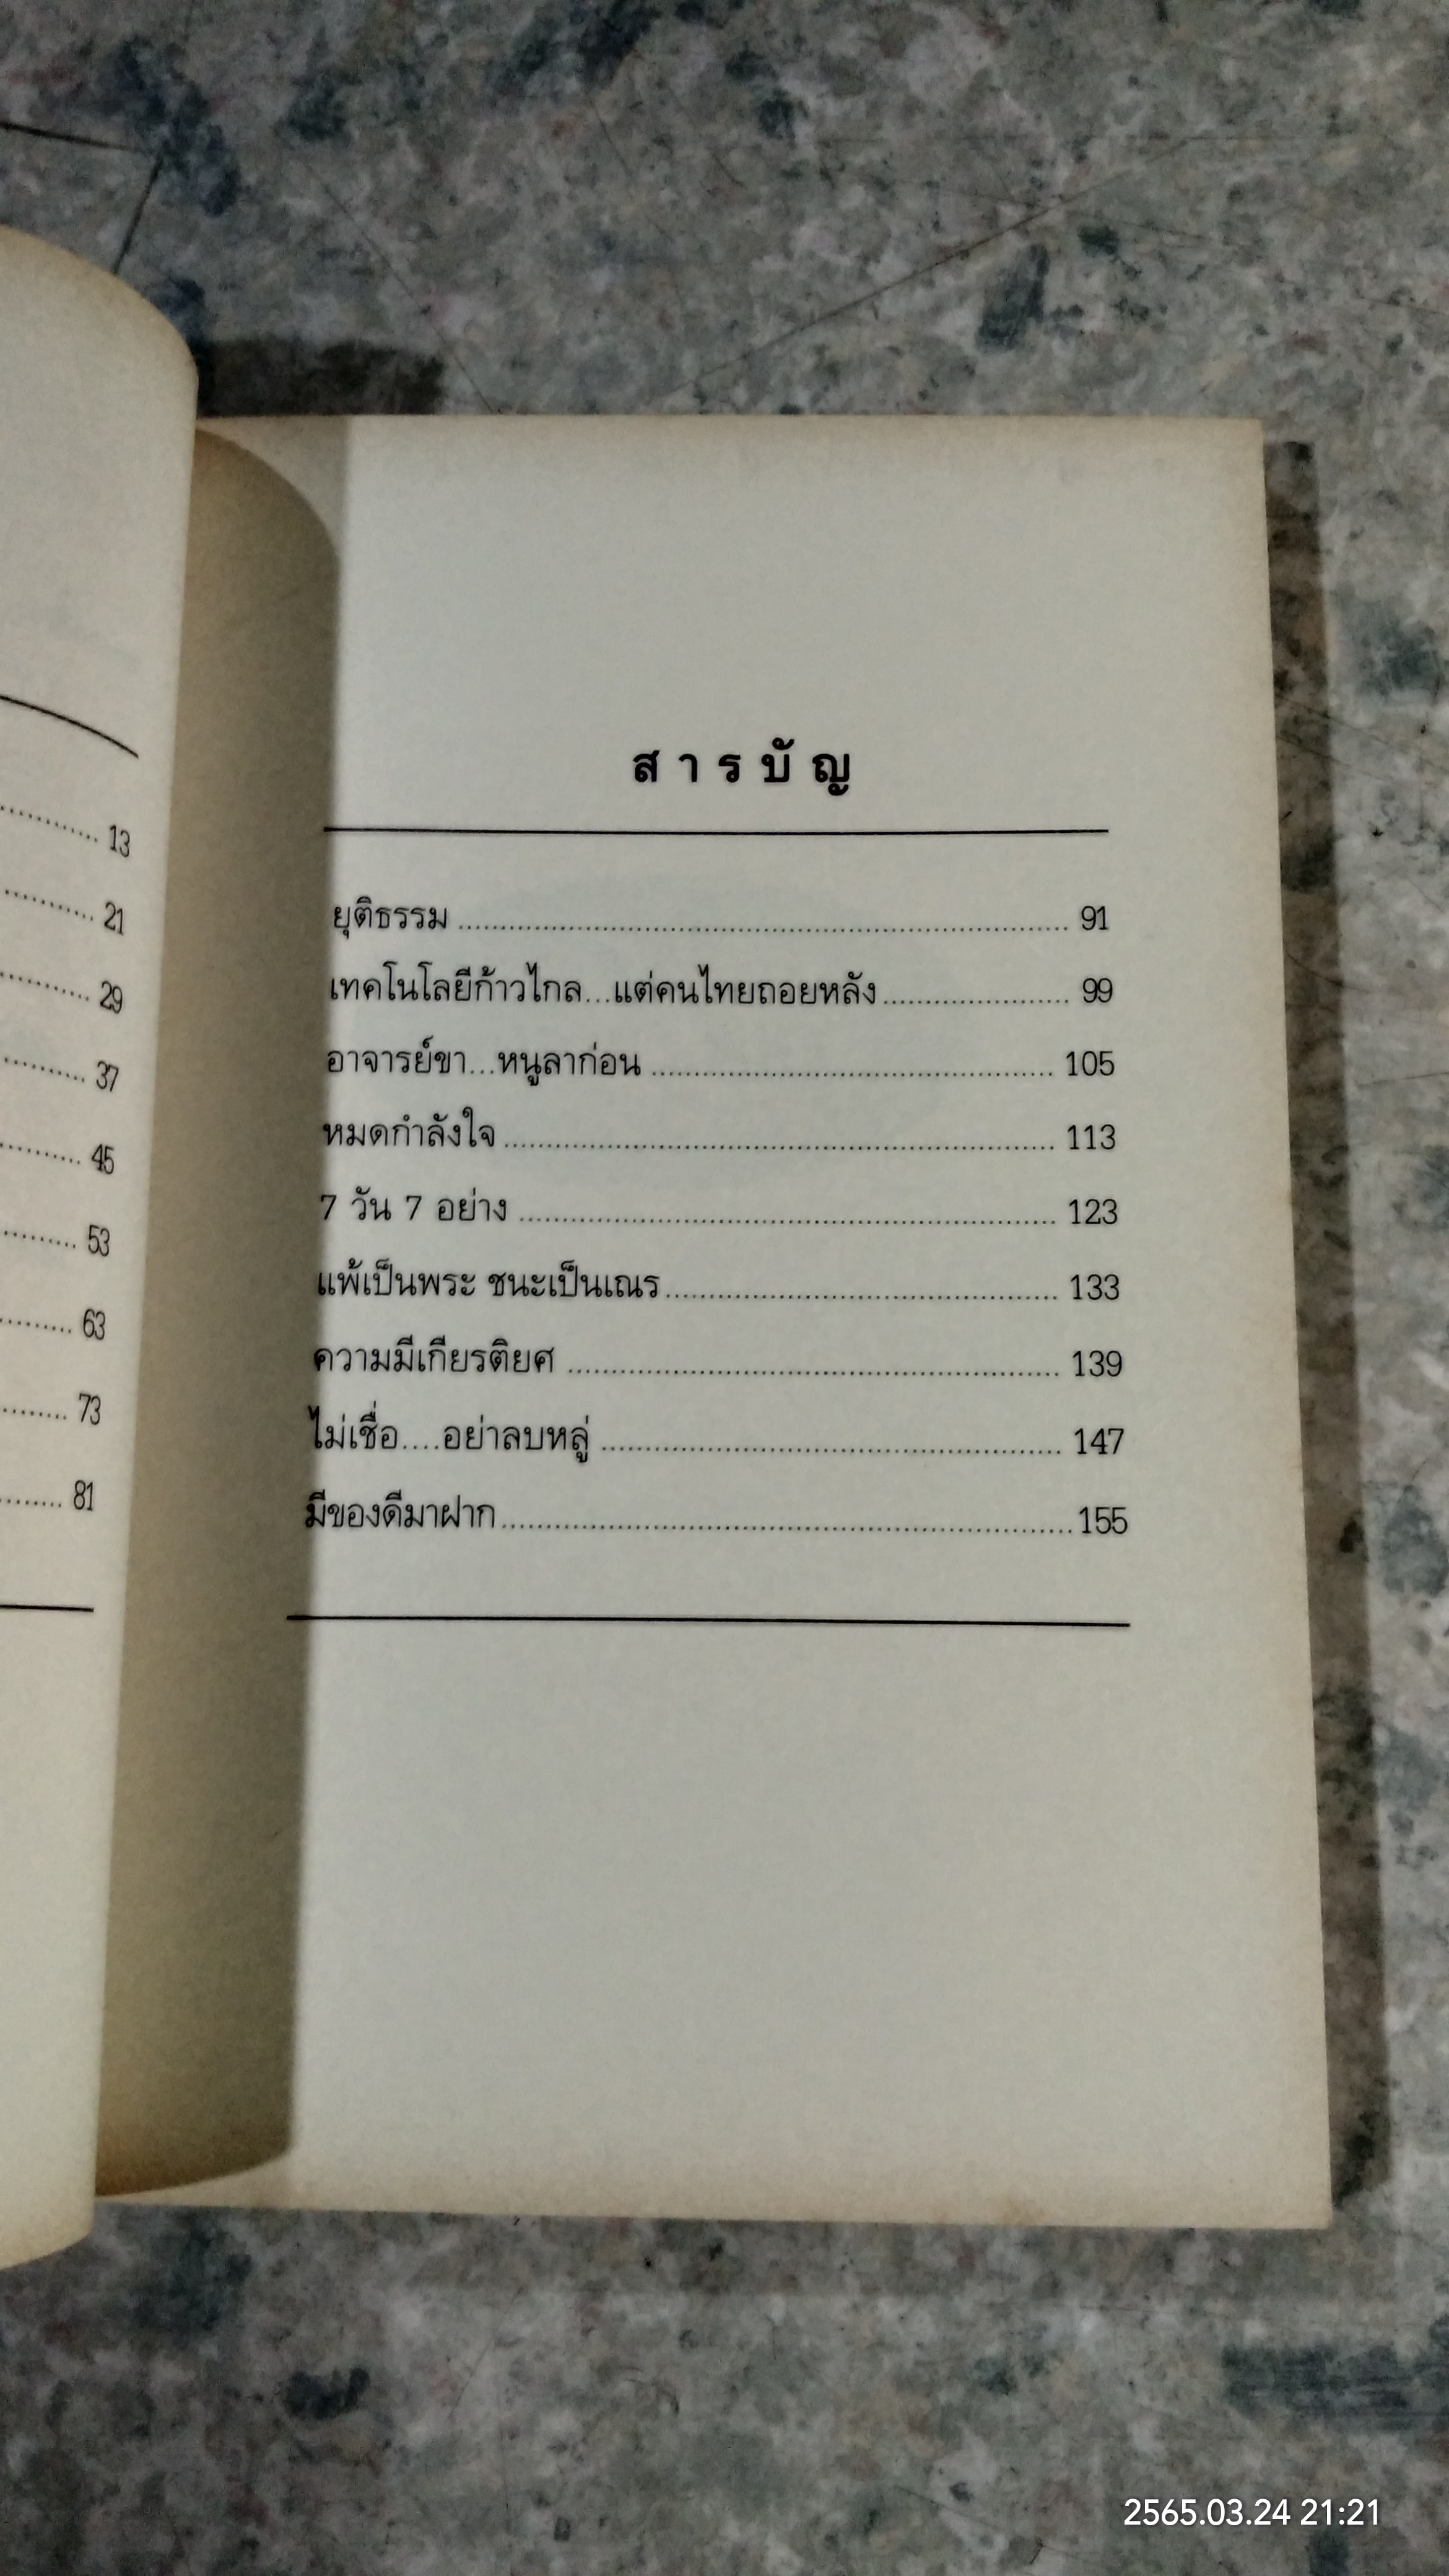 13
21
29
37
45
53
63
73
81
สารบัญ
ยุติธรรม 91
เทคโนโลยีก้าวไกล...แต่คนไทยถอยหลัง 99
อาจารย์ขา...หนูลาก่อน 105
หมดกำลังใจ 113
7 วัน 7 อย่าง 123
แพ้เป็นพระ ชนะเป็นเณร 133
ความมีเกียรติยศ 139
ไม่เชื่อ....อย่าลบหลู่ 147
มีของดีมาฝาก 155
2565.03.24 21:21